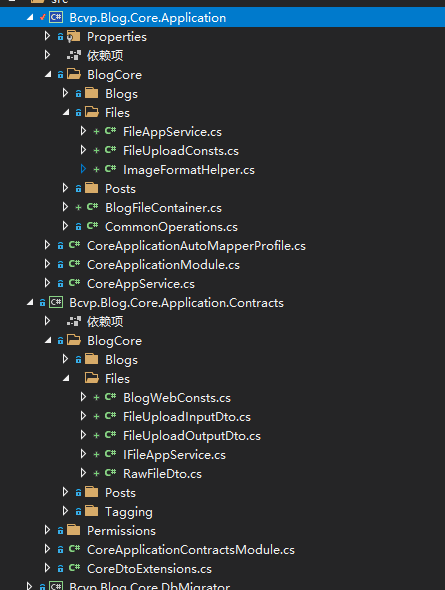 src
Bcvp.Blog.Core.Application
Properties
依赖项
BlogCore
Blogs
Files
FileAppService.cs
FileUploadConsts.cs
ImageFormatHelper.cs
Posts
BlogFileContainer.cs
CommonOperations.cs
CoreApplicationAutoMapperProfile.cs
CoreApplicationModule.cs
CoreAppService.cs
Bcvp.Blog.Core.Application.Contracts
依赖项
BlogCore
Blogs
Files
BlogWebConsts.cs
FileUploadInputDto.cs
FileUploadOutputDto.cs
IFileAppService.cs
RawFileDto.cs
Posts
Tagging
Permissions
CoreApplicationContractsModule.cs
CoreDtoExtensions.cs
Bcvp.Blog.Core.DbMigrator